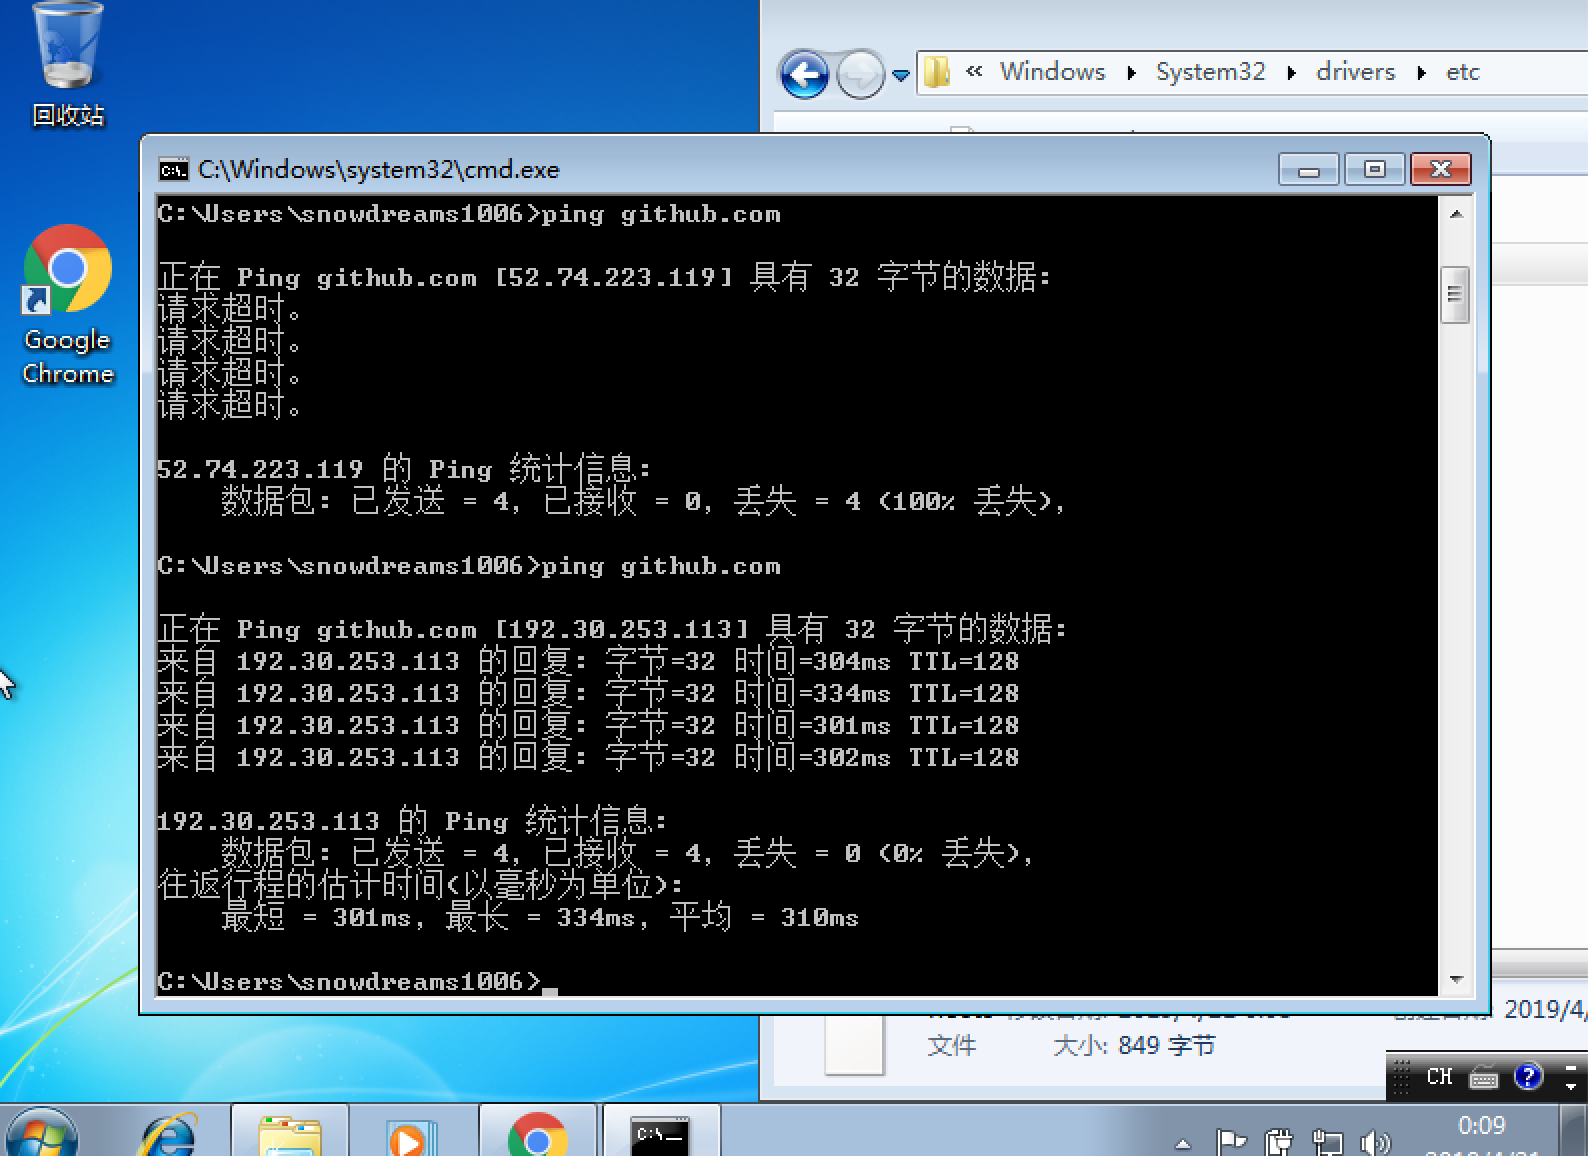 回收站
Google
Chrome
« Windows System32 drivers etc
C:\Windows\system32\cmd.exe
C:\Users\snowdreams1006>ping github.com
正在 Ping github.com [52.74.223.119] 具有 32 字节的数据:
请求超时。
请求超时。
请求超时。
请求超时。
52.74.223.119 的 Ping 统计信息:
数据包: 已发送 = 4, 已接收 = 0, 丢失 = 4 (100% 丢失),
C:\Users\snowdreams1006>ping github.com
正在 Ping github.com [192.30.253.113] 具有 32 字节的数据:
来自 192.30.253.113 的回复: 字节=32 时间=304ms TTL=128
来自 192.30.253.113 的回复: 字节=32 时间=334ms TTL=128
来自 192.30.253.113 的回复: 字节=32 时间=301ms TTL=128
来自 192.30.253.113 的回复: 字节=32 时间=302ms TTL=128
192.30.253.113 的 Ping 统计信息:
数据包: 已发送 = 4, 已接收 = 4, 丢失 = 0 (0% 丢失),
往返行程的估计时间(以毫秒为单位):
最短 = 301ms, 最长 = 334ms, 平均 = 310ms
C:\Users\snowdreams1006>
2019/4/
文件 大小: 849 字节
CH
C:\
0:09